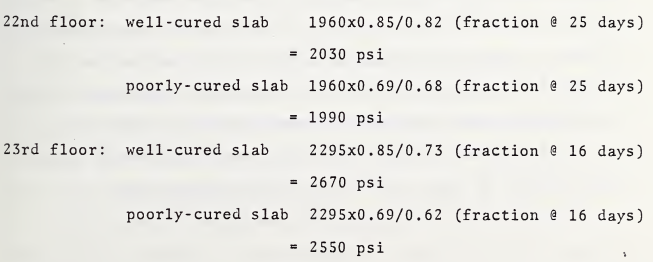 22nd floor: well-cured slab 1960x0.85/0.82 (fraction @ 25 days)
= 2030 psi
poorly-cured slab 1960x0.69/0.68 (fraction @ 25 days)
= 1990 psi
23rd floor: well-cured slab 2295x0.85/0.73 (fraction @ 16 days)
= 2670 psi
poorly-cured slab 2295x0.69/0.62 (fraction @ 16 days)
= 2550 psi